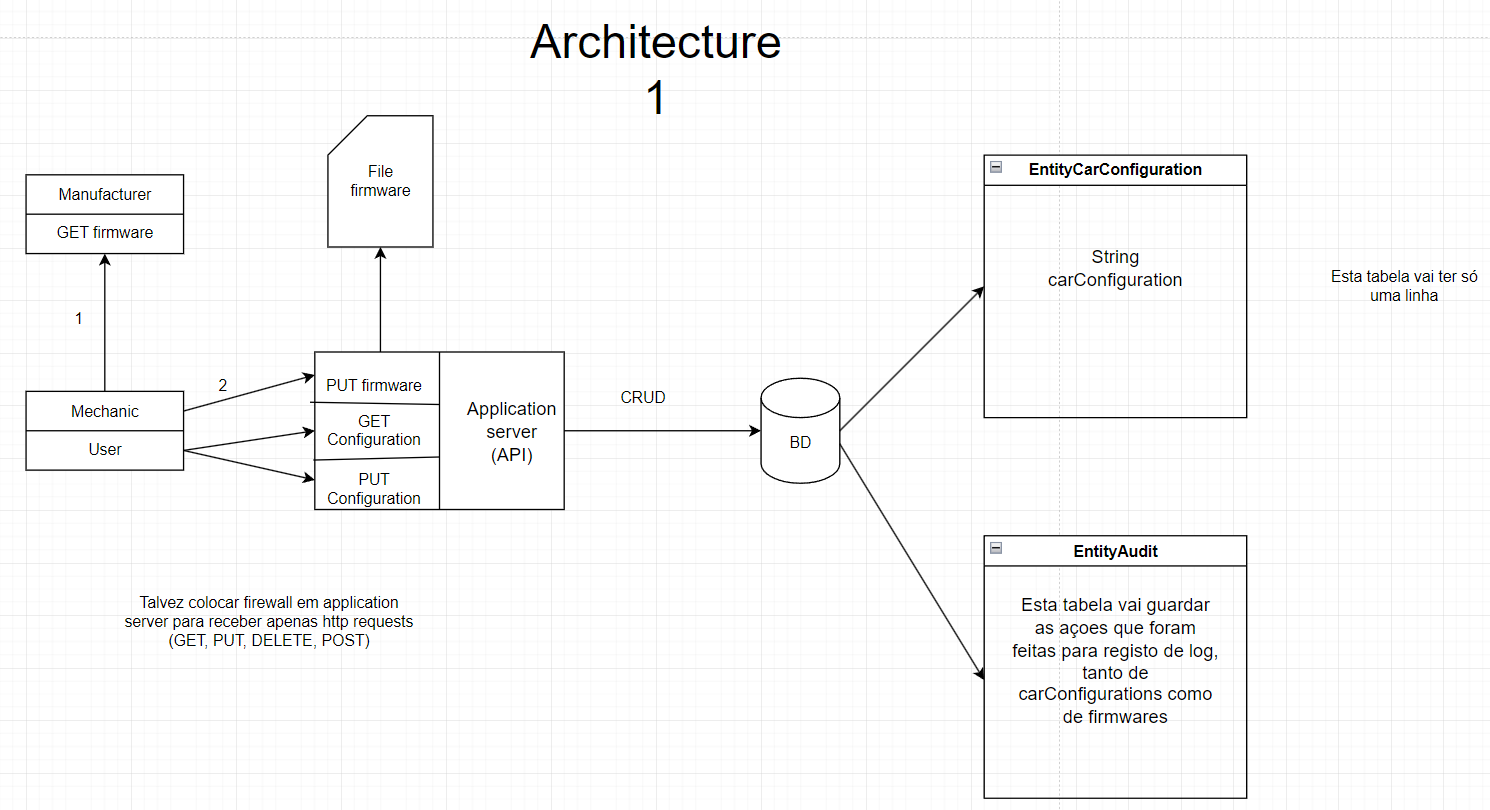 Architecture
1
File
firmware
Manufacturer
GET firmware
1
Mechanic
User
2
PUT firmware
GET
Configuration
PUT
Configuration
Application
server
(API)
CRUD
BD
EntityCarConfiguration
String
carConfiguration
Esta tabela vai ter só
uma linha
EntityAudit
Esta tabela vai guardar
as açoes que foram
feitas para registo de log,
tanto de
carConfigurations como
de firmwares
Talvez colocar firewall em application
server para receber apenas http requests
(GET, PUT, DELETE, POST)